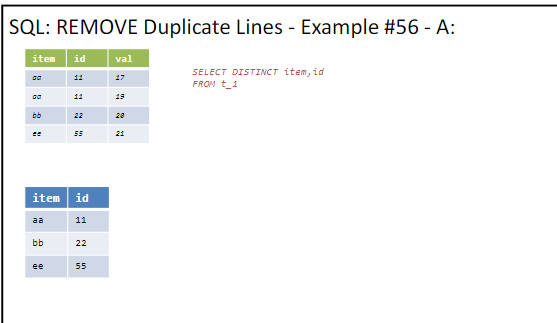 SQL: REMOVE Duplicate Lines - Example #56 - A:
item id val
aa 11 17
aa 11 19
bb 22 20
ee 55 21
SELECT DISTINCT item,id
FROM t_1
item id
aa 11
bb 22
ee 55